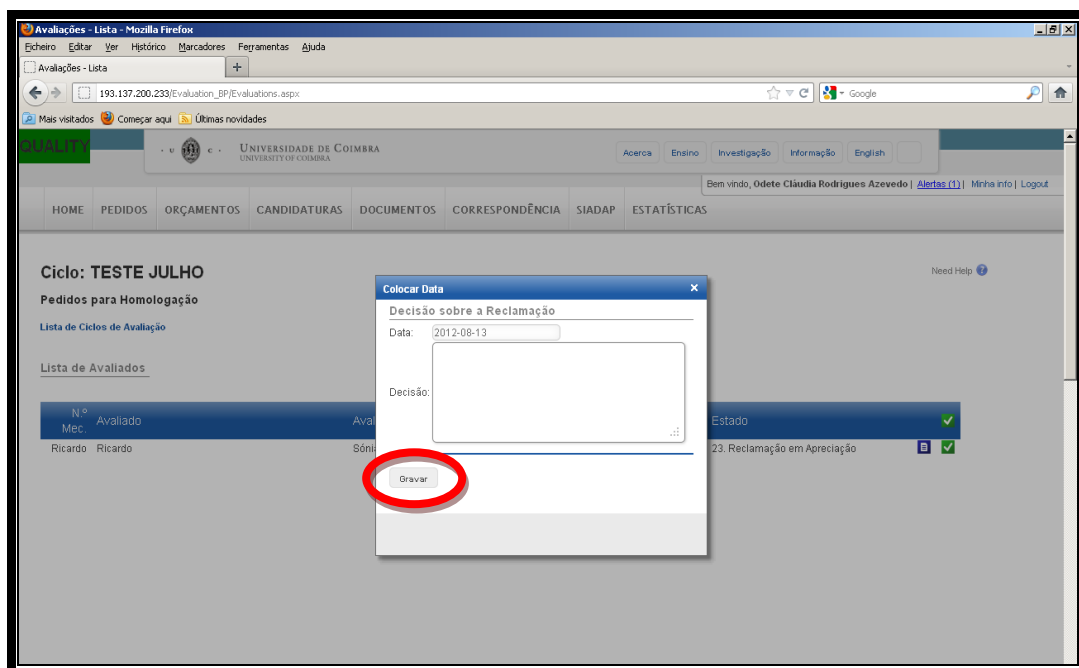 Avaliações - Lista - Mozilla Firefox
Ficheiro Editar Ver Histórico Marcadores Ferramentas Ajuda
Avaliações - Lista +
193.137.200.233/Evaluation_BP/Evaluations.aspx Google
Mais visitados Começar aqui Últimas novidades
QUALITY
· U C · UNIVERSIDADE DE COIMBRA
UNIVERSITY OF COIMBRA
Acerca Ensino Investigação Informação English
Bem vindo, Odete Cláudia Rodrigues Azevedo | Alertas (1) | Minha info | Logout
HOME PEDIDOS ORÇAMENTOS CANDIDATURAS DOCUMENTOS CORRESPONDÊNCIA SIADAP ESTATÍSTICAS
Ciclo: TESTE JULHO
Need Help ?
Pedidos para Homologação
Lista de Ciclos de Avaliação
Lista de Avaliados
N.º Mec. Avaliado Aval Estado
Ricardo Ricardo Sóni 23. Reclamação em Apreciação
Colocar Data x
Decisão sobre a Reclamação
Data: 2012-08-13
Decisão:
Gravar